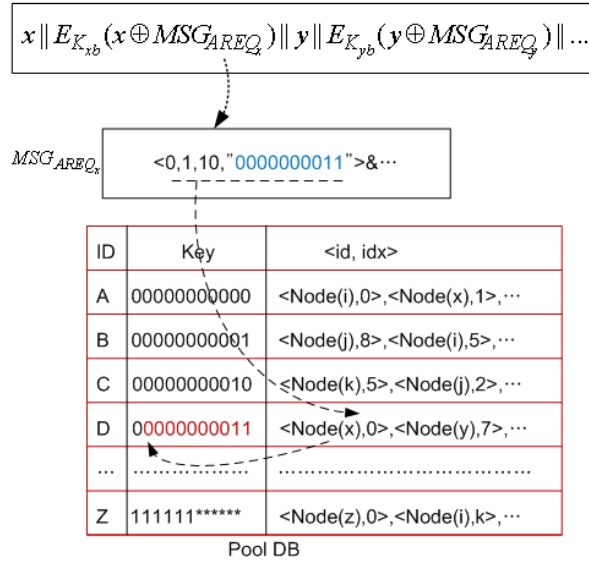 x || E_{K_{xb}}(x ⊕ MSG_{AREQ_x}) || y || E_{K_{yb}}(y ⊕ MSG_{AREQ_y}) || ...
MSG_{AREQ_x}
<0,1,10,"0000000011">&...
ID Key <id, idx>
A 00000000000 <Node(i),0>,<Node(x),1>,...
B 00000000001 <Node(j),8>,<Node(i),5>,...
C 00000000010 <Node(k),5>,<Node(j),2>,...
D 00000000011 <Node(x),0>,<Node(y),7>,...
... .................. ........................................
Z 111111****** <Node(z),0>,<Node(i),k>,...
Pool DB